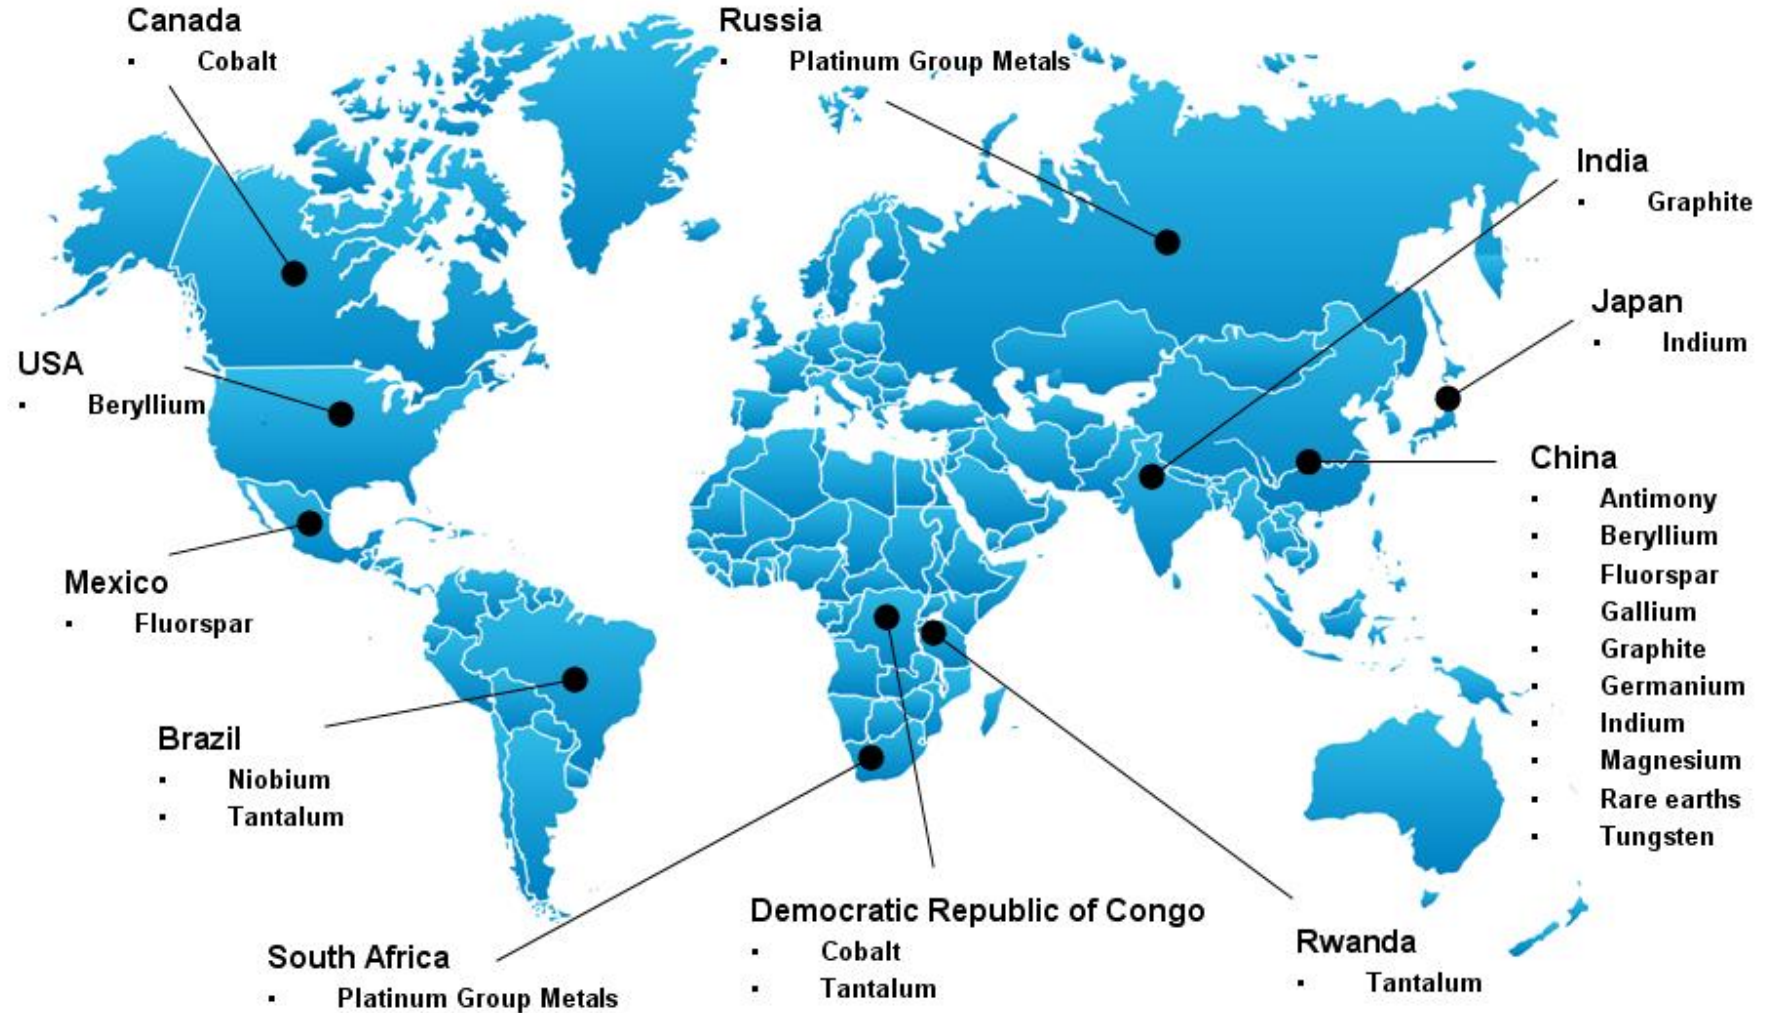 Canada
▪ Cobalt
Russia
▪ Platinum Group Metals
India
▪ Graphite
Japan
▪ Indium
USA
▪ Beryllium
China
▪ Antimony
▪ Beryllium
▪ Fluorspar
▪ Gallium
▪ Graphite
▪ Germanium
▪ Indium
▪ Magnesium
▪ Rare earths
▪ Tungsten
Mexico
▪ Fluorspar
Brazil
▪ Niobium
▪ Tantalum
South Africa
▪ Platinum Group Metals
Democratic Republic of Congo
▪ Cobalt
▪ Tantalum
Rwanda
▪ Tantalum